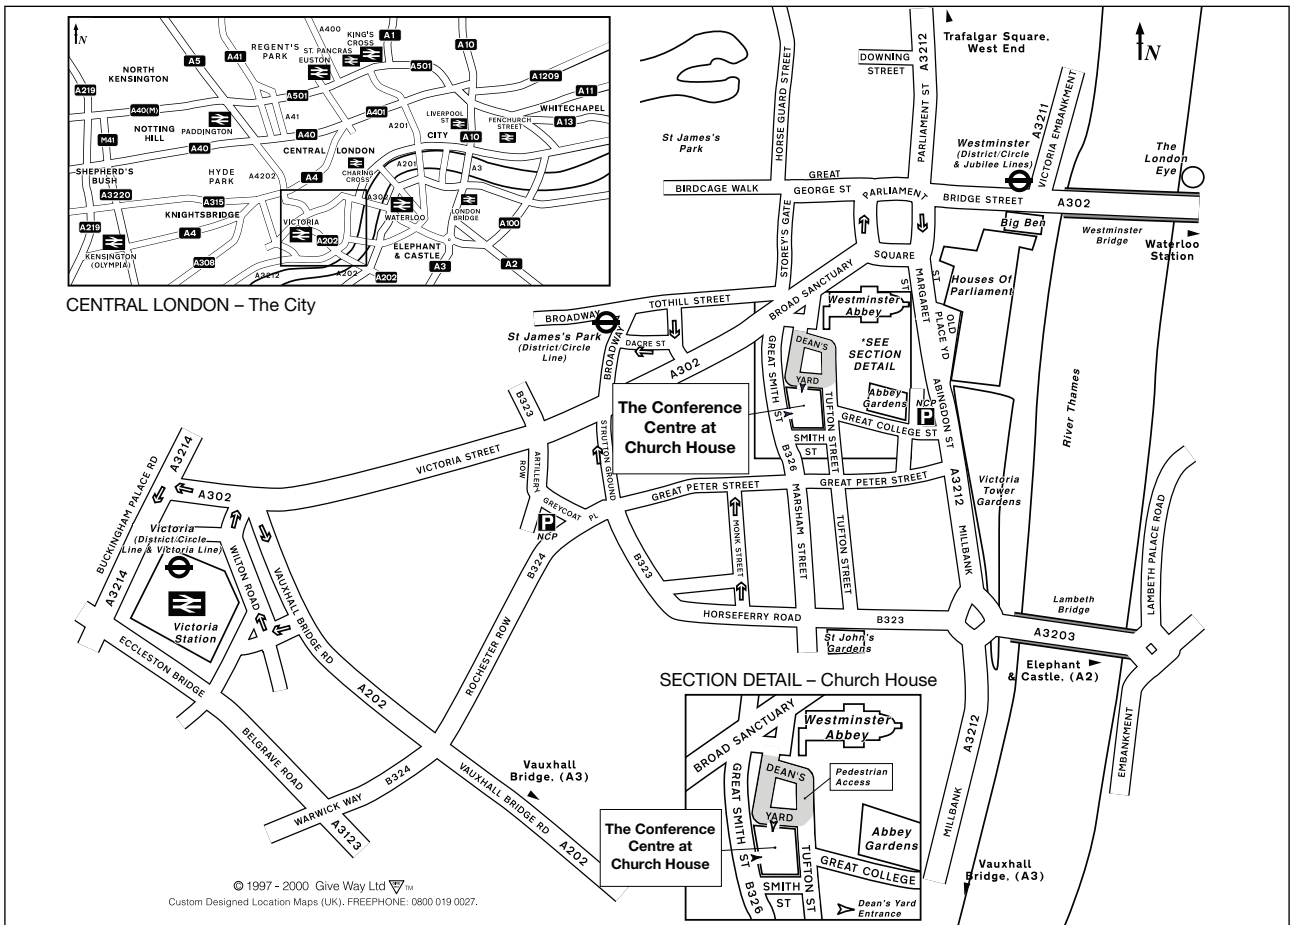 N
A400
KING'S
CROSS
A1
A10
REGENT'S
PARK
ST. PANCRAS
EUSTON
A5
A41
A501
NORTH
KENSINGTON
A1209
A219
A501
A11
A40(M)
A401
WHITECHAPEL
A41
LIVERPOOL
ST
FENCHURCH
STREET
A13
NOTTING
HILL
PADDINGTON
A201
CITY
M41
A40
A10
A40
CENTRAL LONDON
SHEPHERD'S
BUSH
HYDE
PARK
A4202
A4
CHARING
CROSS
A201
A3
A3220
A315
A302
KNIGHTSBRIDGE
VICTORIA
WATERLOO
LONDON
BRIDGE
A219
A4
A202
A100
KENSINGTON
(OLYMPIA)
A308
ELEPHANT
& CASTLE
A3212
A202
A202
A3
A2
CENTRAL LONDON – The City
HORSE GUARD STREET
DOWNING
STREET
A3212
PARLIAMENT ST
Trafalgar Square,
West End
N
St James's
Park
A3211
VICTORIA EMBANKMENT
Westminster
(District/Circle
& Jubilee Lines)
The
London
Eye
BIRDCAGE WALK
GREAT
GEORGE ST
PARLIAMENT
BRIDGE STREET
A302
Big Ben
Westminster
Bridge
Waterloo
Station
STOREY'S GATE
SQUARE
ST MARGARET ST
Houses Of
Parliament
TOTHILL STREET
BROAD SANCTUARY
BROADWAY
Westminster
Abbey
OLD
PLACE YD
St James's Park
(District/Circle
Line)
BROADWAY
DACRE ST
A302
GREAT SMITH ST
DEAN'S
YARD
*SEE
SECTION
DETAIL
B323
The Conference
Centre at
Church House
Abbey
Gardens
NCP
P
ABINGDON ST
River Thames
GREAT COLLEGE ST
TUFTON STREET
SMITH
ST
B326
STRUTTON GROUND
VICTORIA STREET
ARTILLERY
ROW
GREAT PETER STREET
GREAT PETER STREET
A3212
Victoria
Tower
Gardens
A3214
BUCKINGHAM PALACE RD
A302
GREYCOAT PL
P
NCP
MONK STREET
MARSHAM STREET
TUFTON STREET
MILLBANK
LAMBETH PALACE ROAD
Victoria
(District/Circle
Line & Victoria Line)
WILTON ROAD
VAUXHALL BRIDGE RD
B324
B323
A3214
Victoria
Station
HORSEFERRY ROAD
B323
Lambeth
Bridge
A3203
St John's
Gardens
ECCLESTON BRIDGE
ROCHESTER ROW
Elephant
& Castle, (A2)
A202
SECTION DETAIL – Church House
A3212
EMBANKMENT
BELGRAVE ROAD
B324
VAUXHALL BRIDGE RD
Vauxhall
Bridge, (A3)
WARWICK WAY
A3123
A202
MILLBANK
Vauxhall
Bridge, (A3)
BROAD SANCTUARY
Westminster
Abbey
DEAN'S
YARD
Pedestrian
Access
GREAT SMITH ST
The Conference
Centre at
Church House
Abbey
Gardens
GREAT COLLEGE
TUFTON ST
SMITH
ST
B326
Dean's Yard
Entrance
© 1997 - 2000 Give Way Ltd TM
Custom Designed Location Maps (UK). FREEPHONE: 0800 019 0027.